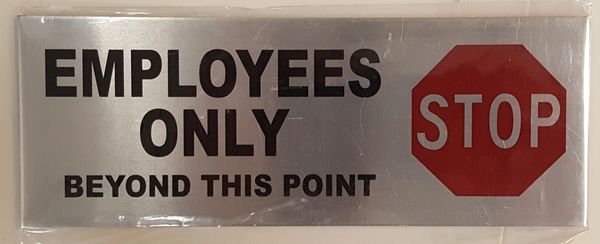 EMPLOYEES
ONLY
BEYOND THIS POINT
STOP